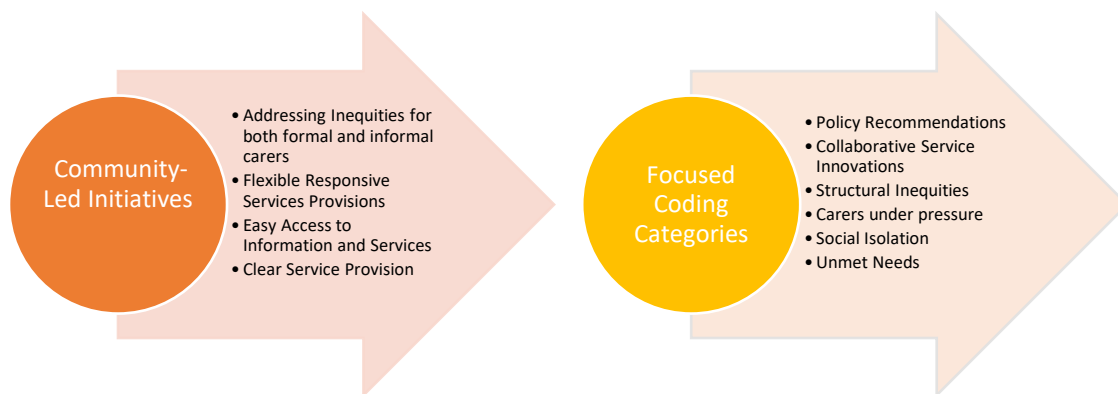 Community-
Led Initiatives
• Addressing Inequities for
both formal and informal
carers
• Flexible Responsive
Services Provisions
• Easy Access to
Information and Services
• Clear Service Provision
Focused
Coding
Categories
• Policy Recommendations
• Collaborative Service
Innovations
• Structural Inequities
• Carers under pressure
• Social Isolation
• Unmet Needs